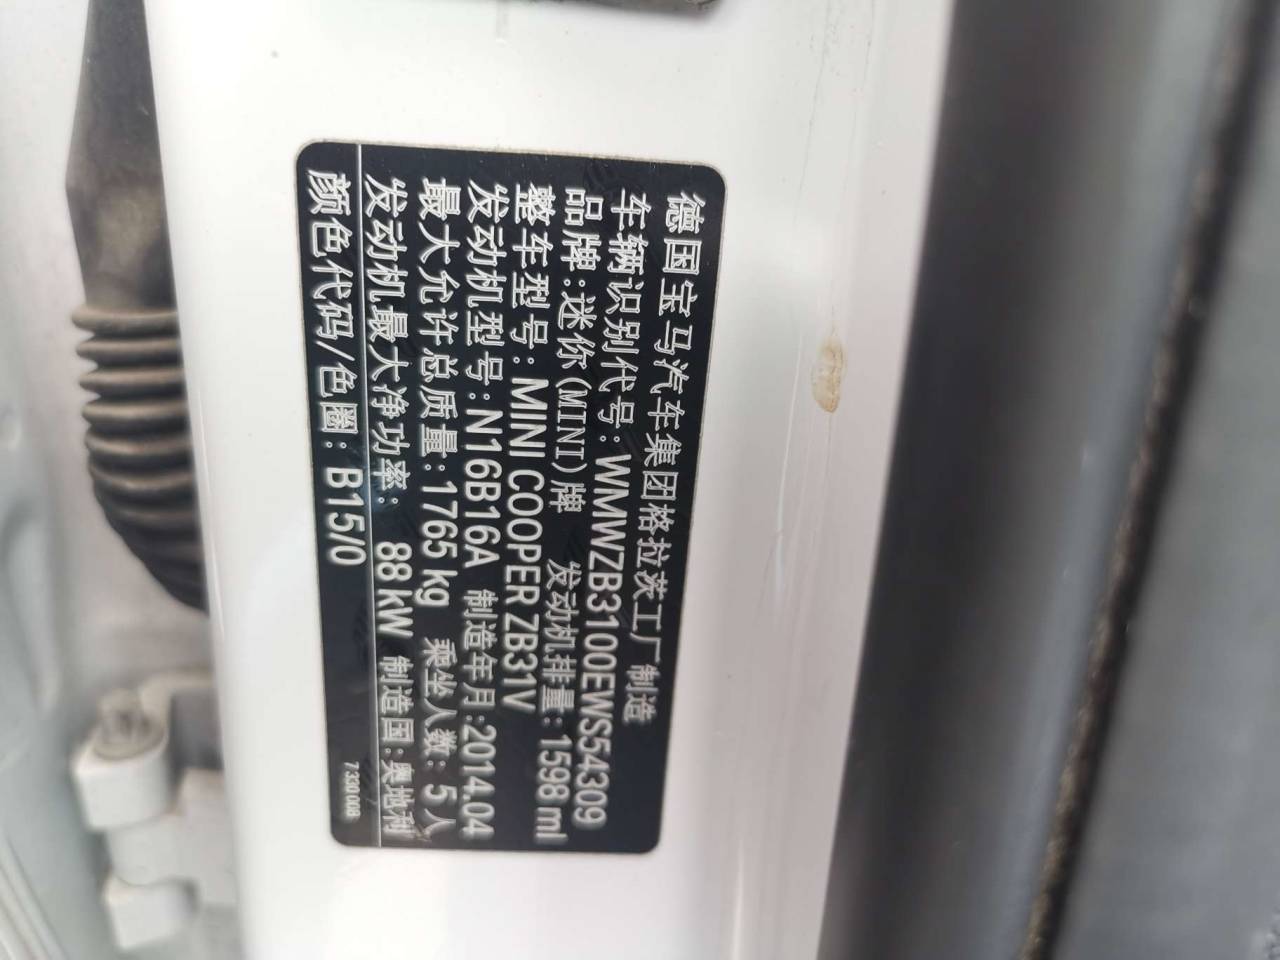 德国宝马汽车集团格拉茨工厂制造
车辆识别代号:WMWZB3100EWS54309
品牌:迷你(MINI)牌 发动机排量:1598 ml
整车型号:MINI COOPER ZB31V
发动机型号:N16B16A 制造年月:2014.04
最大允许总质量:1765 kg 乘坐人数:5人
发动机最大净功率: 88 kW 制造国:奥地利
颜色代码/色圈: B15/0
7 330 008